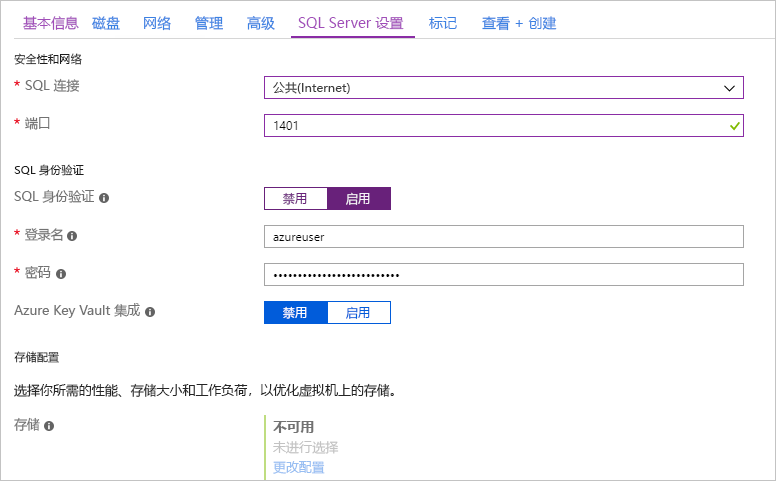 基本信息 磁盘 网络 管理 高级 SQL Server 设置 标记 查看 + 创建
安全性和网络
* SQL 连接 公共(Internet)
* 端口 1401
SQL 身份验证
SQL 身份验证 禁用 启用
* 登录名 azureuser
* 密码 ••••••••••••••••••••••••••
Azure Key Vault 集成 禁用 启用
存储配置
选择你所需的性能、存储大小和工作负荷，以优化虚拟机上的存储。
存储 不可用
未进行选择
更改配置